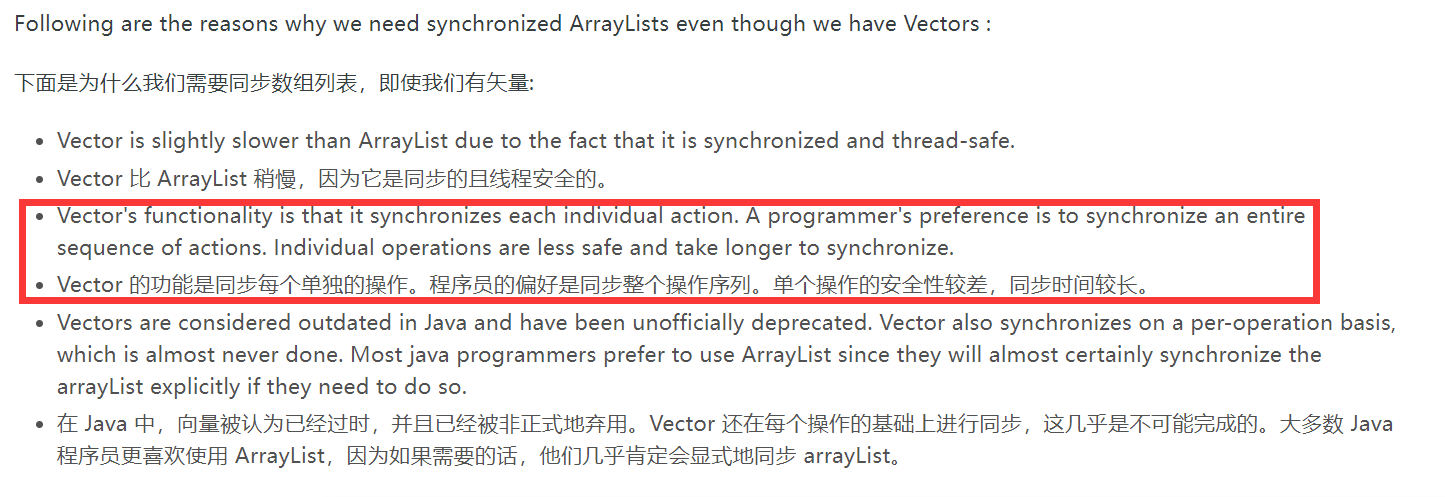 Following are the reasons why we need synchronized ArrayLists even though we have Vectors :
下面是为什么我们需要同步数组列表，即使我们有矢量:
• Vector is slightly slower than ArrayList due to the fact that it is synchronized and thread-safe.
• Vector 比 ArrayList 稍慢，因为它是同步的且线程安全的。
• Vector's functionality is that it synchronizes each individual action. A programmer's preference is to synchronize an entire
sequence of actions. Individual operations are less safe and take longer to synchronize.
• Vector 的功能是同步每个单独的操作。程序员的偏好是同步整个操作序列。单个操作的安全性较差，同步时间较长。
• Vectors are considered outdated in Java and have been unofficially deprecated. Vector also synchronizes on a per-operation basis,
which is almost never done. Most java programmers prefer to use ArrayList since they will almost certainly synchronize the
arrayList explicitly if they need to do so.
• 在 Java 中，向量被认为已经过时，并且已经被非正式地弃用。Vector 还在每个操作的基础上进行同步，这几乎是不可能完成的。大多数 Java
程序员更喜欢使用 ArrayList，因为如果需要的话，他们几乎肯定会显式地同步 arrayList。